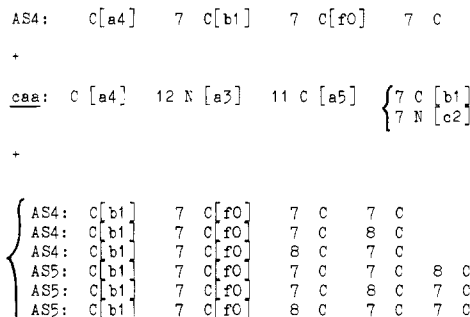 AS4: C[a4] 7 C[b1] 7 C[f0] 7 C
+
caa: C [a4] 12 N [a3] 11 C [a5] {7 C [b1]
7 N [c2]
+
AS4: C[b1] 7 C[f0] 7 C 7 C
AS4: C[b1] 7 C[f0] 7 C 8 C
AS4: C[b1] 7 C[f0] 8 C 7 C
AS5: C[b1] 7 C[f0] 7 C 7 C 8 C
AS5: C[b1] 7 C[f0] 7 C 8 C 7 C
AS5: C[b1] 7 C[f0] 8 C 7 C 7 C